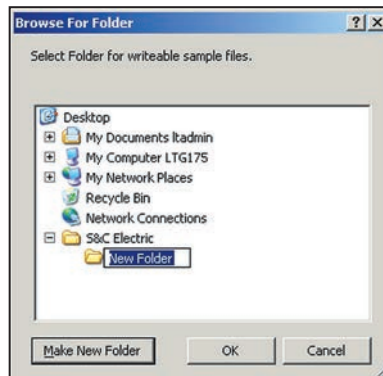 Browse For Folder
Select Folder for writeable sample files.
Desktop
My Documents ltadmin
My Computer LTG175
My Network Places
Recycle Bin
Network Connections
S&C Electric
New Folder
Make New Folder OK Cancel